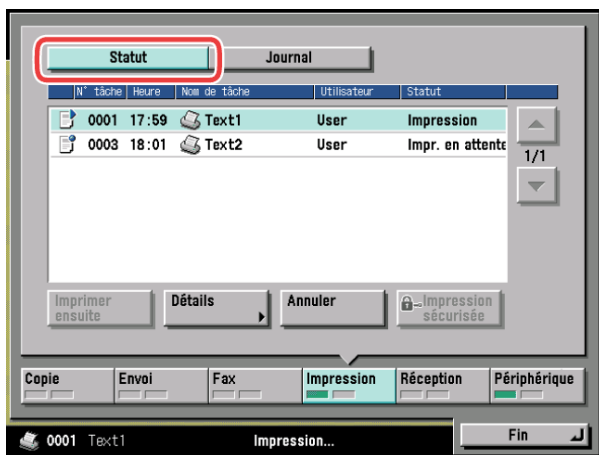 Statut Journal
N° tâche Heure Nom de tâche Utilisateur Statut
0001 17:59 Text1 User Impression
0003 18:01 Text2 User Impr. en attente
1/1
Imprimer ensuite Détails Annuler Impression sécurisée
Copie Envoi Fax Impression Réception Périphérique
0001 Text1 Impression... Fin